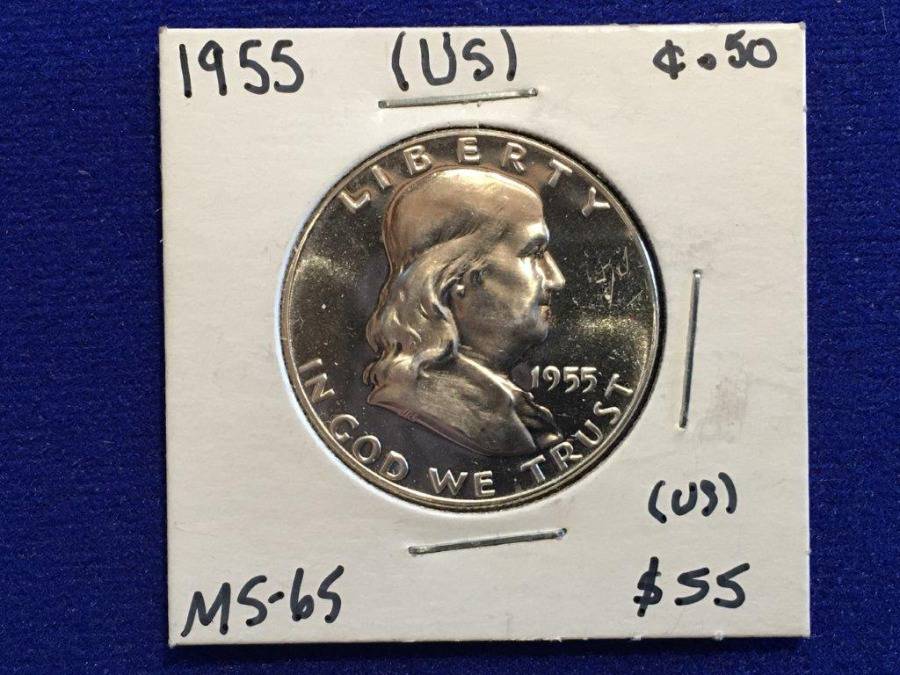 1955 (US) ¢.50
LIBERTY
1955
IN GOD WE TRUST
(US)
MS-65 $55